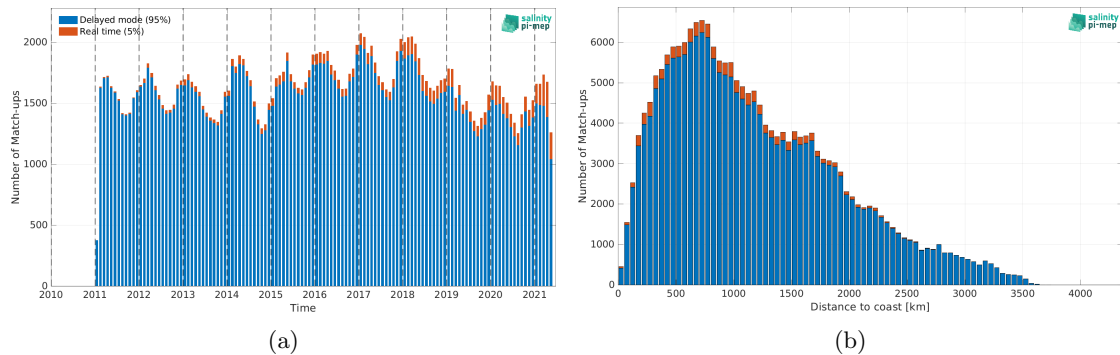 Delayed mode (95%)
Real time (5%)
salinity
pi-mep
Number of Match-ups
2000
1500
1000
500
0
2010 2011 2012 2013 2014 2015 2016 2017 2018 2019 2020 2021
Time
(a)
salinity
pi-mep
Number of Match-ups
6000
5000
4000
3000
2000
1000
0
0 500 1000 1500 2000 2500 3000 3500 4000
Distance to coast [km]
(b)